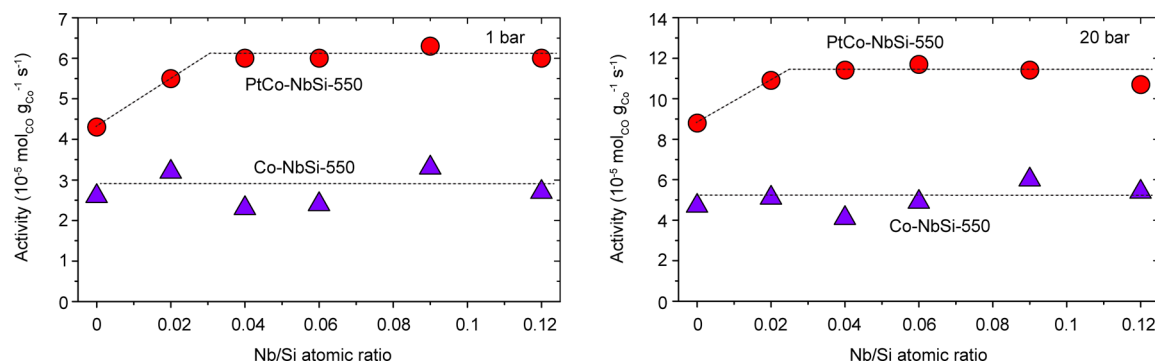 7
6
5
4
3
2
1
0
Activity (10⁻⁵ mol_CO g_Co⁻¹ s⁻¹)
1 bar
PtCo-NbSi-550
Co-NbSi-550
0 0.02 0.04 0.06 0.08 0.10 0.12
Nb/Si atomic ratio
14
12
10
8
6
4
2
0
Activity (10⁻⁵ mol_CO g_Co⁻¹ s⁻¹)
PtCo-NbSi-550
20 bar
Co-NbSi-550
0 0.02 0.04 0.06 0.08 0.10 0.12
Nb/Si atomic ratio